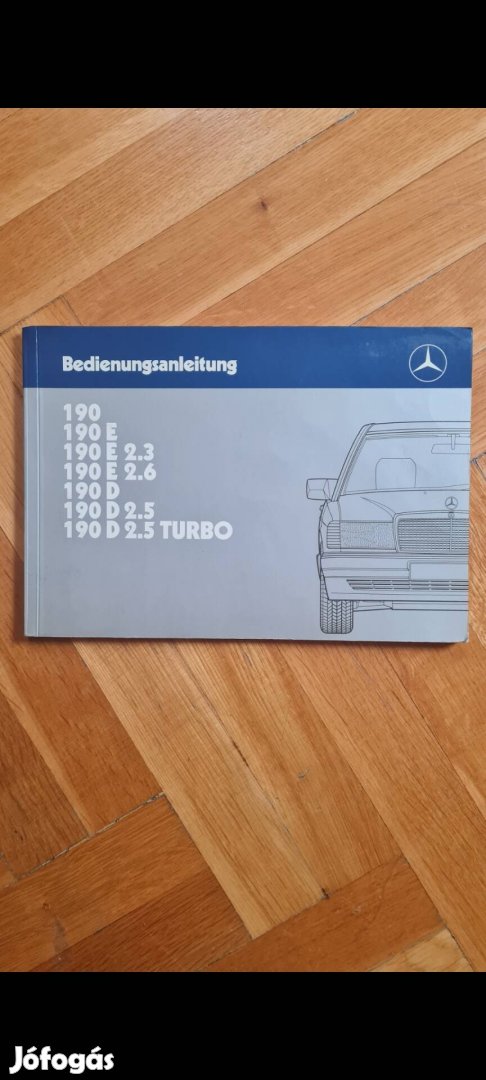 Bedienungsanleitung
190
190 E
190 E 2.3
190 E 2.6
190 D
190 D 2.5
190 D 2.5 TURBO
Jófogás